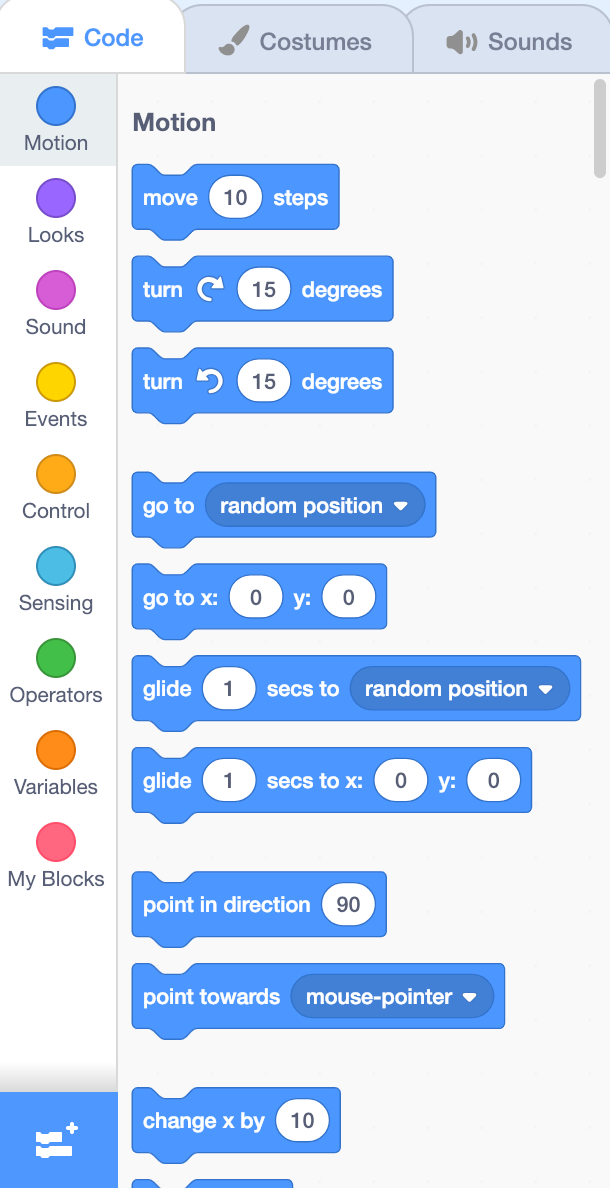 Code Costumes Sounds
Motion
Looks
Sound
Events
Control
Sensing
Operators
Variables
My Blocks
Motion
move 10 steps
turn 15 degrees
turn 15 degrees
go to random position
go to x: 0 y: 0
glide 1 secs to random position
glide 1 secs to x: 0 y: 0
point in direction 90
point towards mouse-pointer
change x by 10